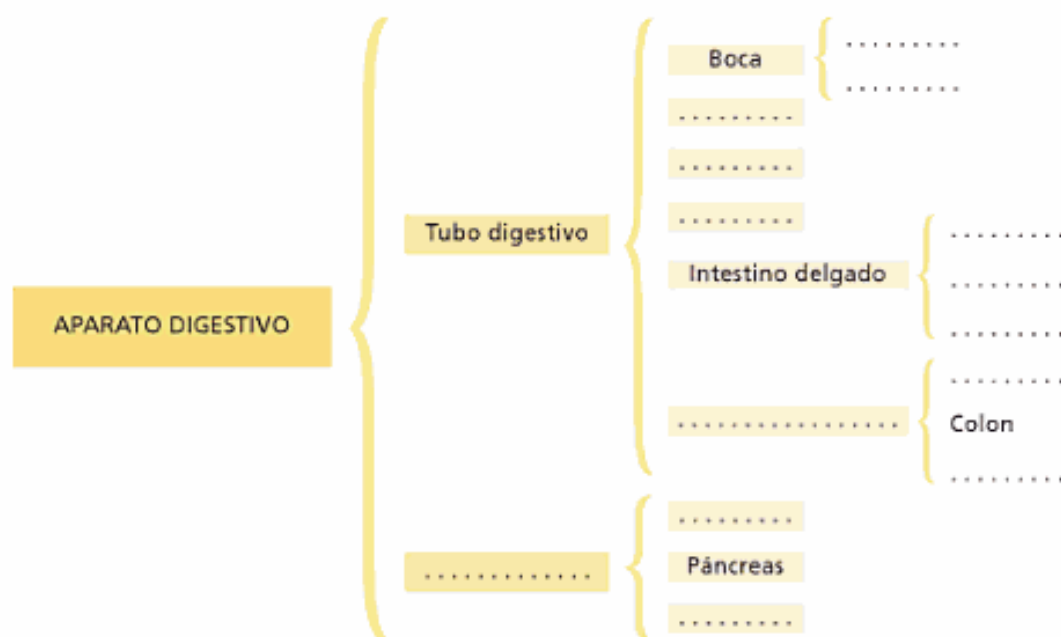 Boca
Tubo digestivo
Intestino delgado
APARATO DIGESTIVO
Colon
Páncreas